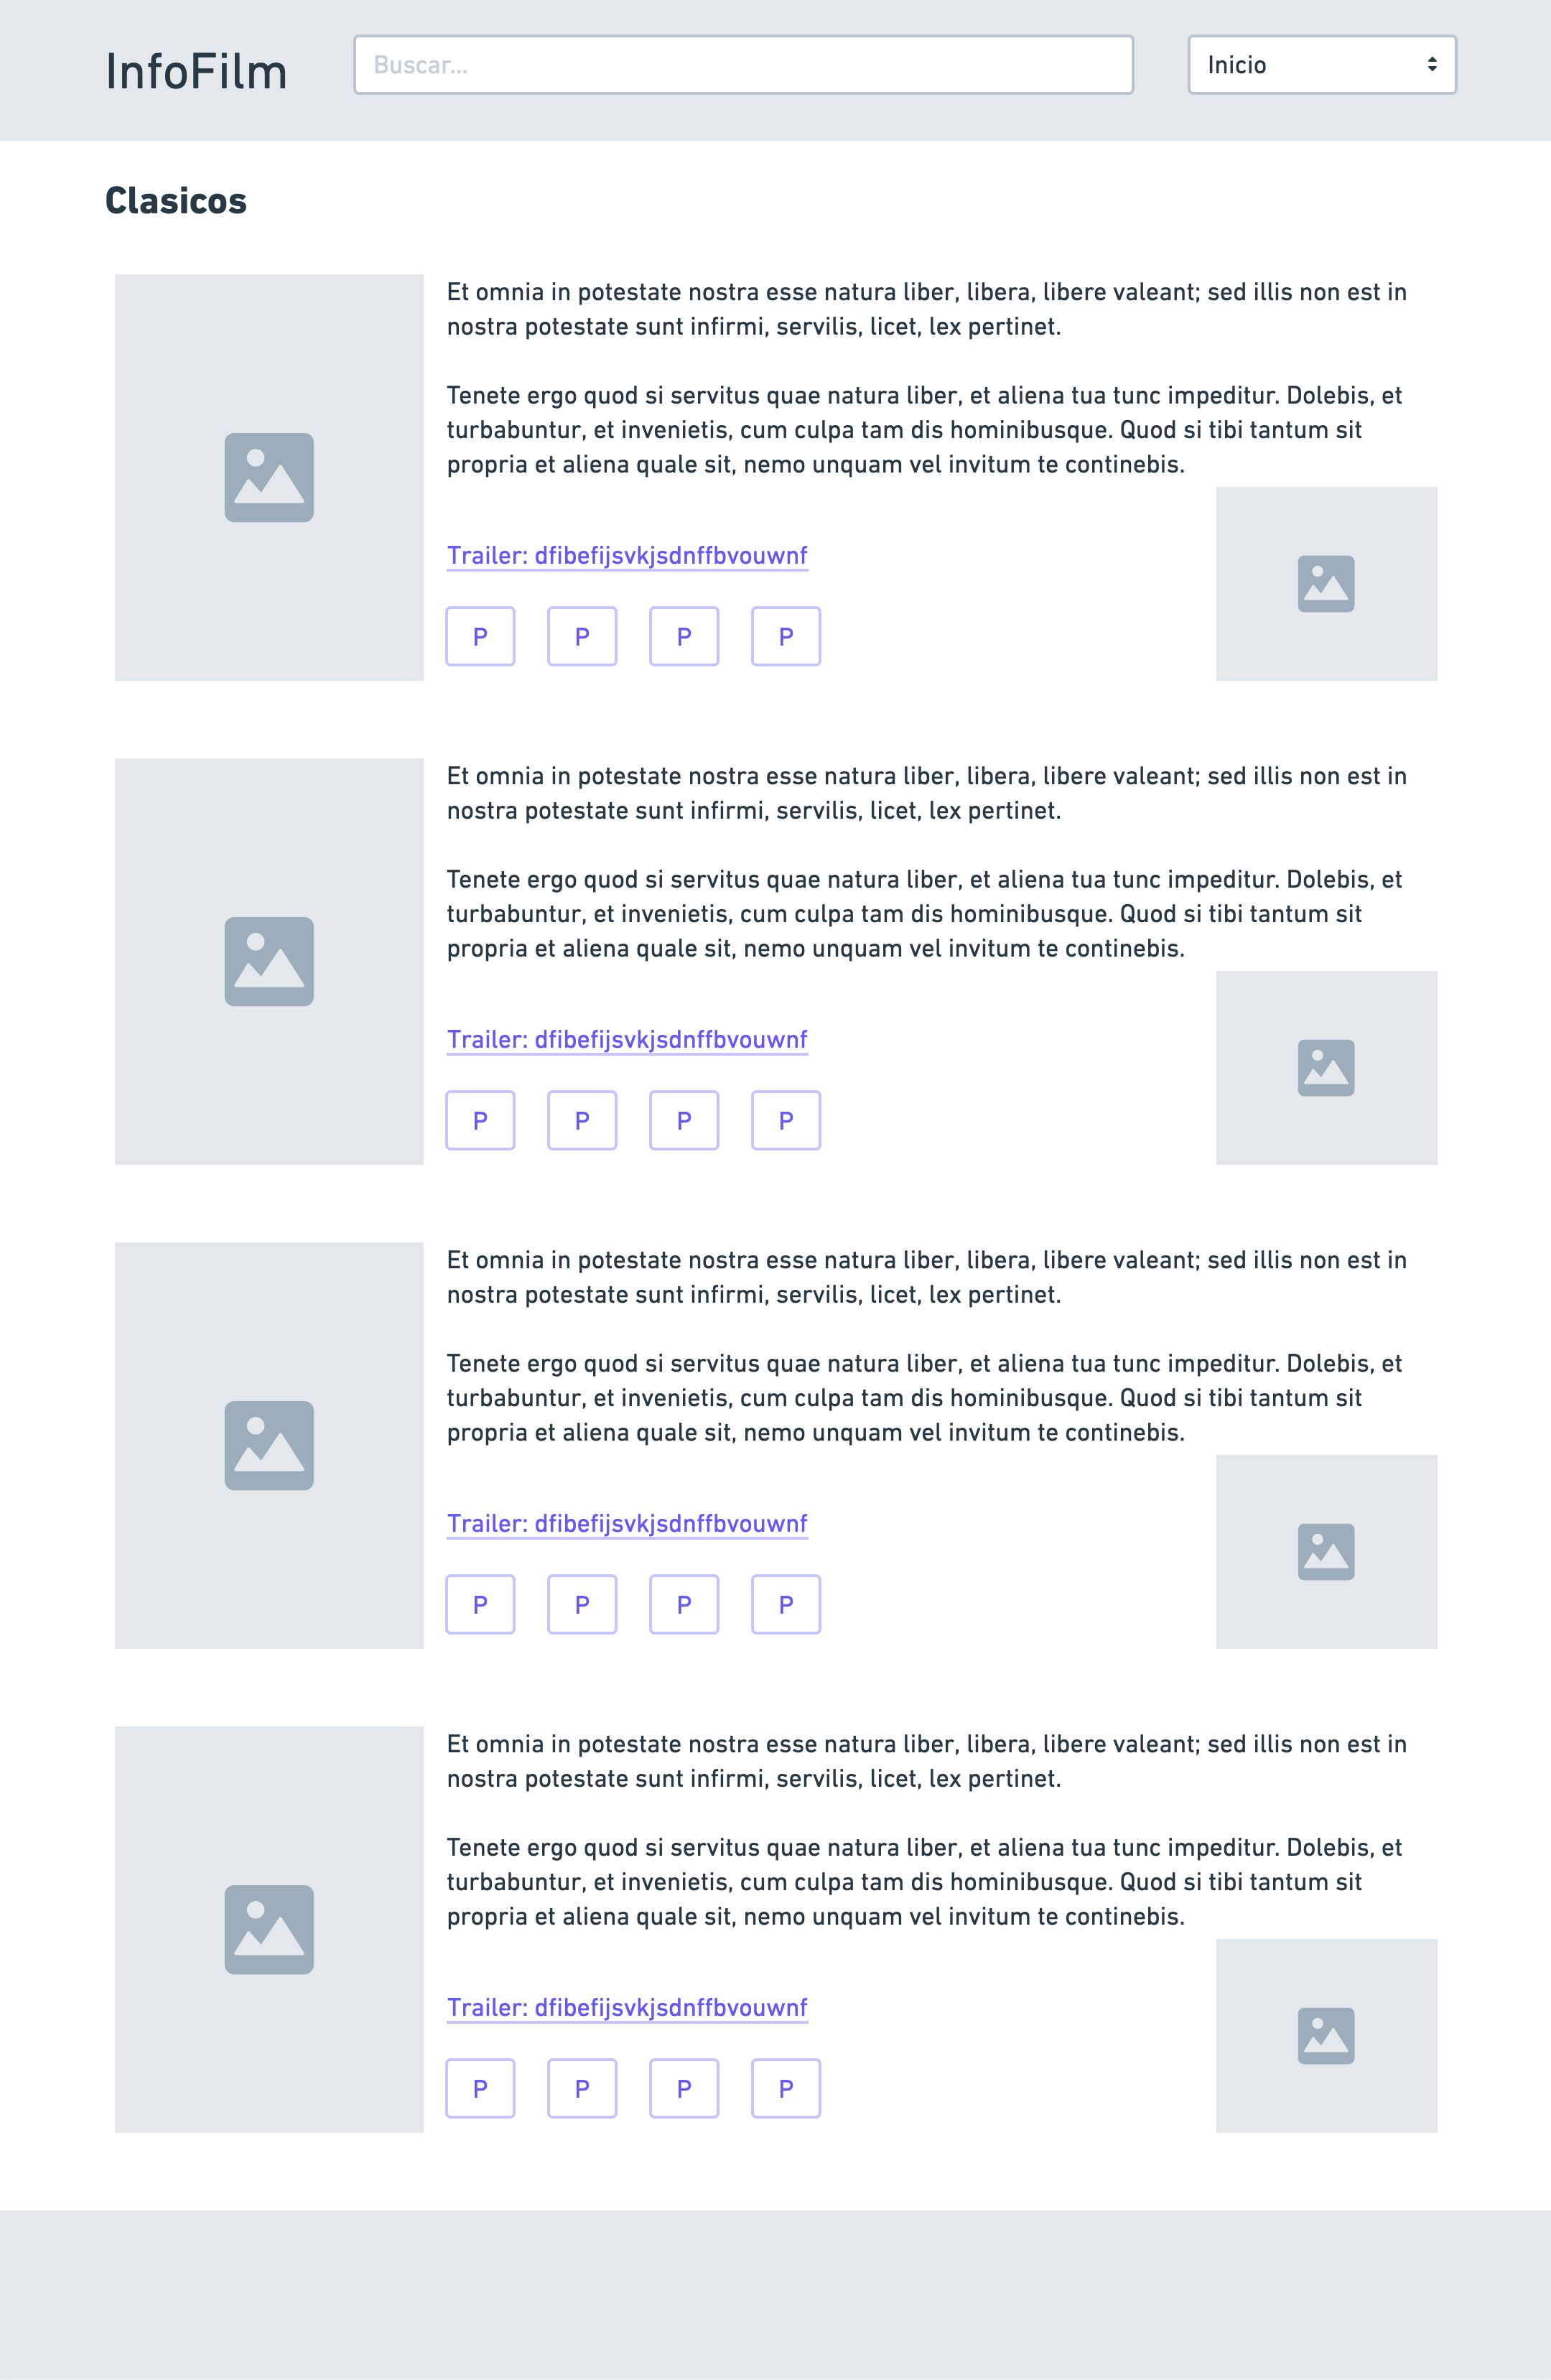 InfoFilm
Buscar...
Inicio
Clasicos
Et omnia in potestate nostra esse natura liber, libera, libere valeant; sed illis non est in
nostra potestate sunt infirmi, servilis, licet, lex pertinet.
Tenete ergo quod si servitus quae natura liber, et aliena tua tunc impeditur. Dolebis, et
turbabuntur, et invenietis, cum culpa tam dis hominibusque. Quod si tibi tantum sit
propria et aliena quale sit, nemo unquam vel invitum te continebis.
Trailer: dfibefijsvkjsdnffbvouwnf
P P P P
Et omnia in potestate nostra esse natura liber, libera, libere valeant; sed illis non est in
nostra potestate sunt infirmi, servilis, licet, lex pertinet.
Tenete ergo quod si servitus quae natura liber, et aliena tua tunc impeditur. Dolebis, et
turbabuntur, et invenietis, cum culpa tam dis hominibusque. Quod si tibi tantum sit
propria et aliena quale sit, nemo unquam vel invitum te continebis.
Trailer: dfibefijsvkjsdnffbvouwnf
P P P P
Et omnia in potestate nostra esse natura liber, libera, libere valeant; sed illis non est in
nostra potestate sunt infirmi, servilis, licet, lex pertinet.
Tenete ergo quod si servitus quae natura liber, et aliena tua tunc impeditur. Dolebis, et
turbabuntur, et invenietis, cum culpa tam dis hominibusque. Quod si tibi tantum sit
propria et aliena quale sit, nemo unquam vel invitum te continebis.
Trailer: dfibefijsvkjsdnffbvouwnf
P P P P
Et omnia in potestate nostra esse natura liber, libera, libere valeant; sed illis non est in
nostra potestate sunt infirmi, servilis, licet, lex pertinet.
Tenete ergo quod si servitus quae natura liber, et aliena tua tunc impeditur. Dolebis, et
turbabuntur, et invenietis, cum culpa tam dis hominibusque. Quod si tibi tantum sit
propria et aliena quale sit, nemo unquam vel invitum te continebis.
Trailer: dfibefijsvkjsdnffbvouwnf
P P P P